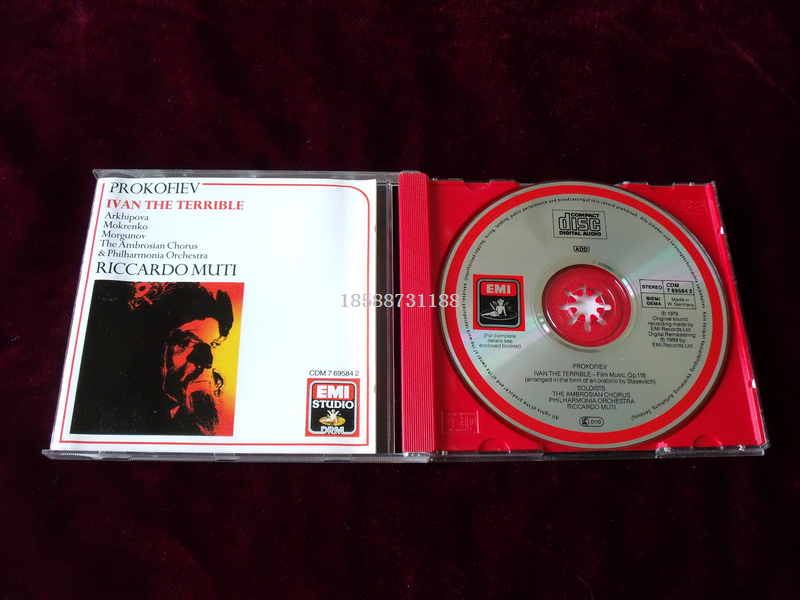 PROKOFIEV
IVAN THE TERRIBLE
Arkhipova
Mokrenko
Morgunov
The Ambrosian Chorus
& Philharmonia Orchestra
RICCARDO MUTI
CDM 7 69584 2
EMI
STUDIO
DRM
18588731188
COMPACT
disc
DIGITAL AUDIO
ADD
EMI
(For complete
details see
enclosed booklet)
STEREO
CDM
7 69584 2
BIEM/
GEMA
Made in
W. Germany
Original sound
recording made by
EMI Records Ltd.
Digital Remastering
℗ 1989 by
EMI Records Ltd.
PROKOFIEV
IVAN THE TERRIBLE – Film Music, Op.116
(arranged in the form of an oratorio by Stasevitch)
SOLOISTS
THE AMBROSIAN CHORUS
PHILHARMONIA ORCHESTRA
RICCARDO MUTI
0110